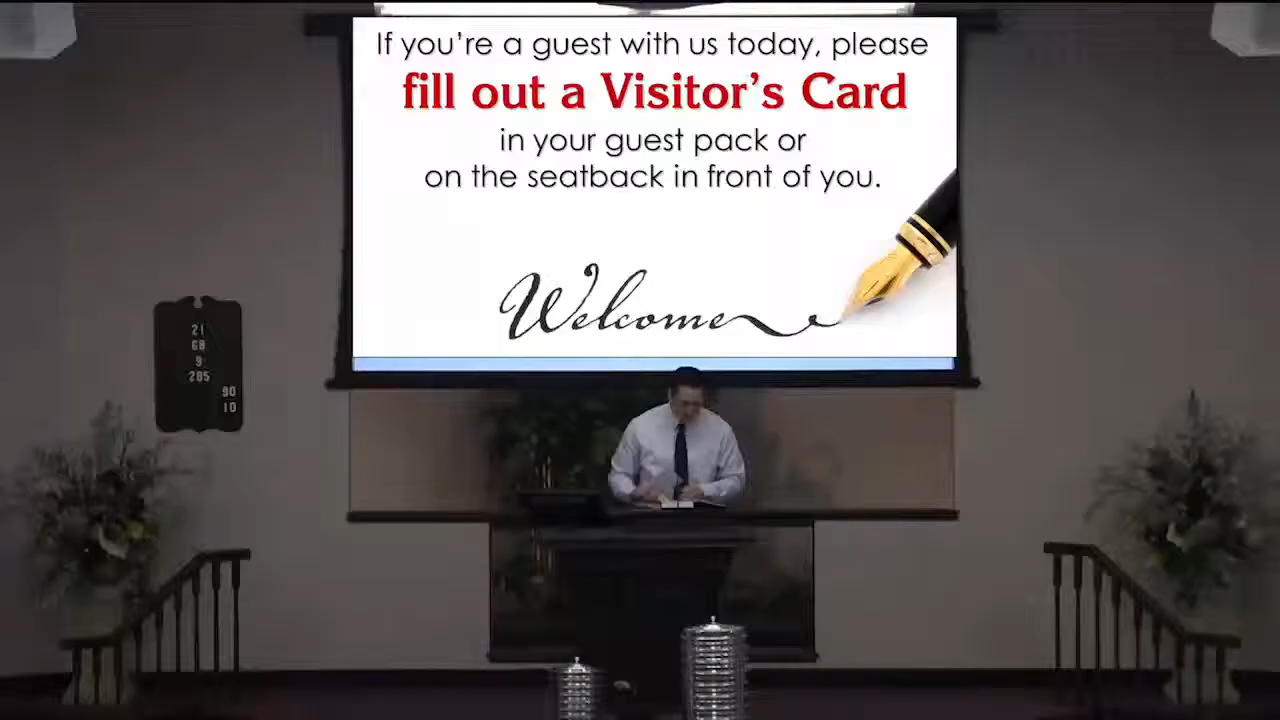 If you're a guest with us today, please
fill out a Visitor's Card
in your guest pack or
on the seatback in front of you.
Welcome
21
68
9
285
90
10